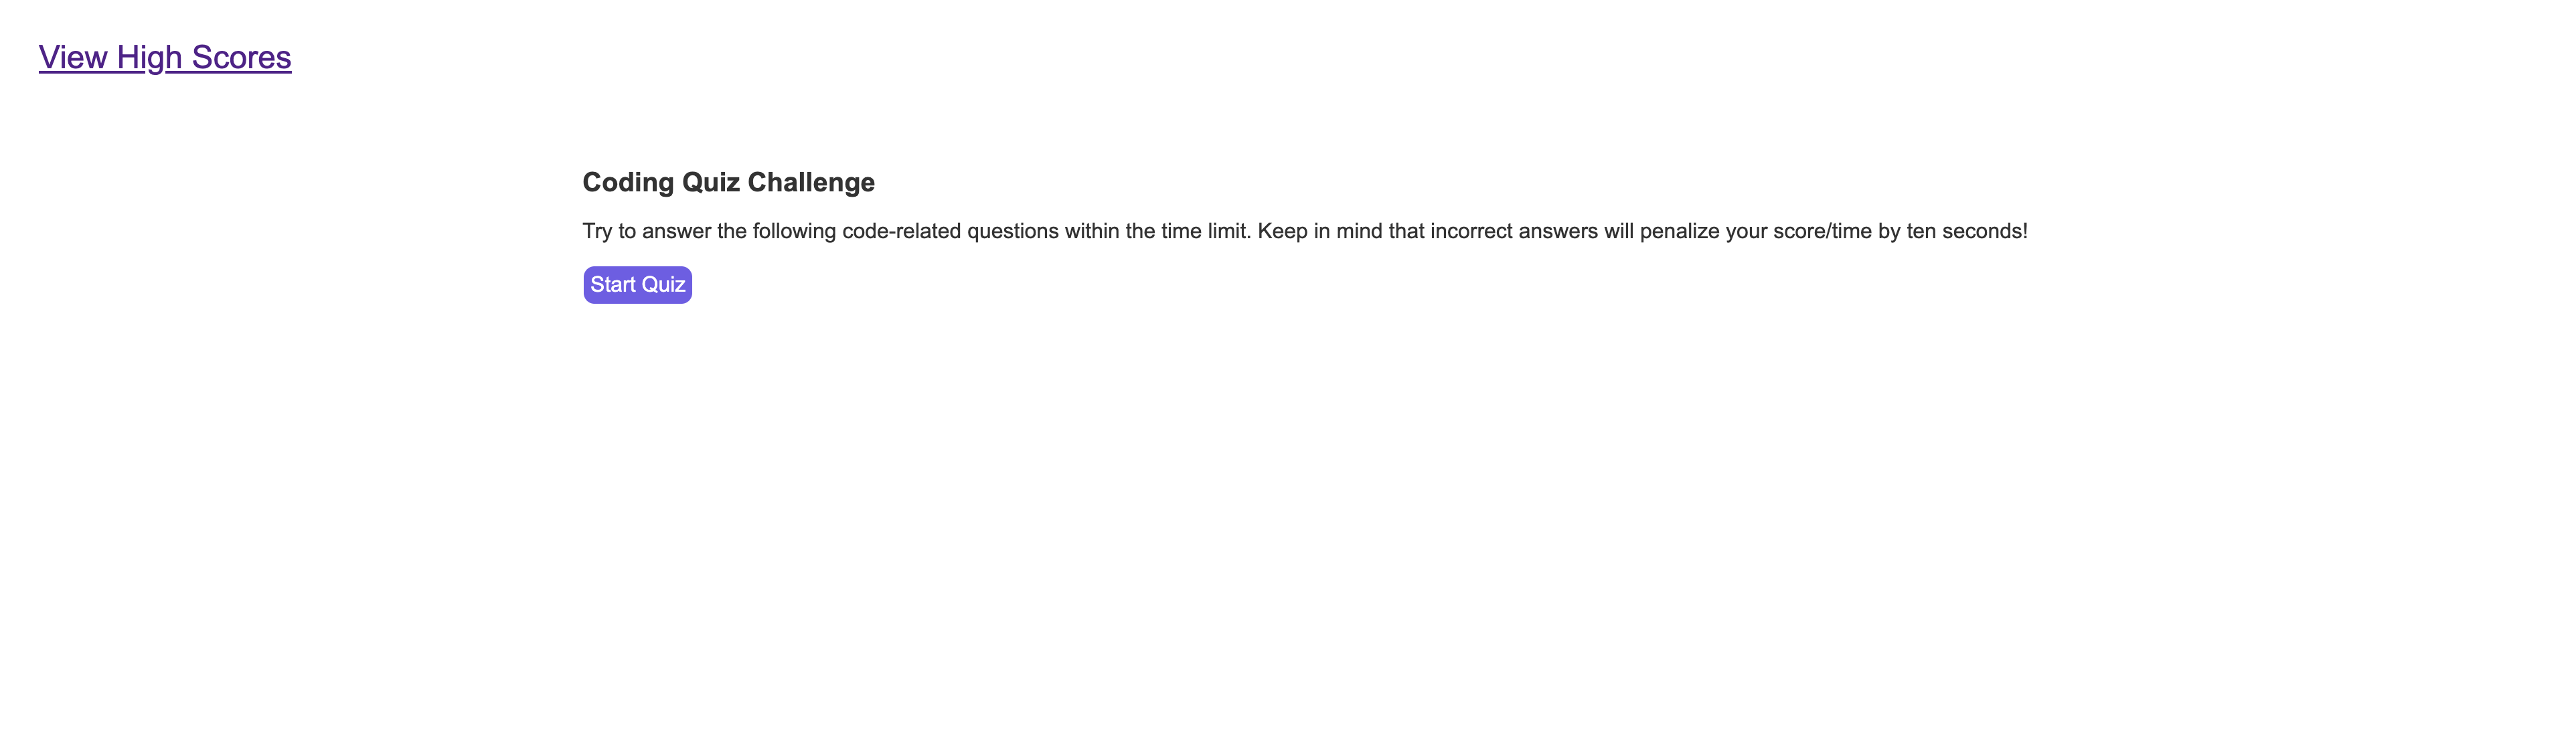 View High Scores
Coding Quiz Challenge
Try to answer the following code-related questions within the time limit. Keep in mind that incorrect answers will penalize your score/time by ten seconds!
Start Quiz